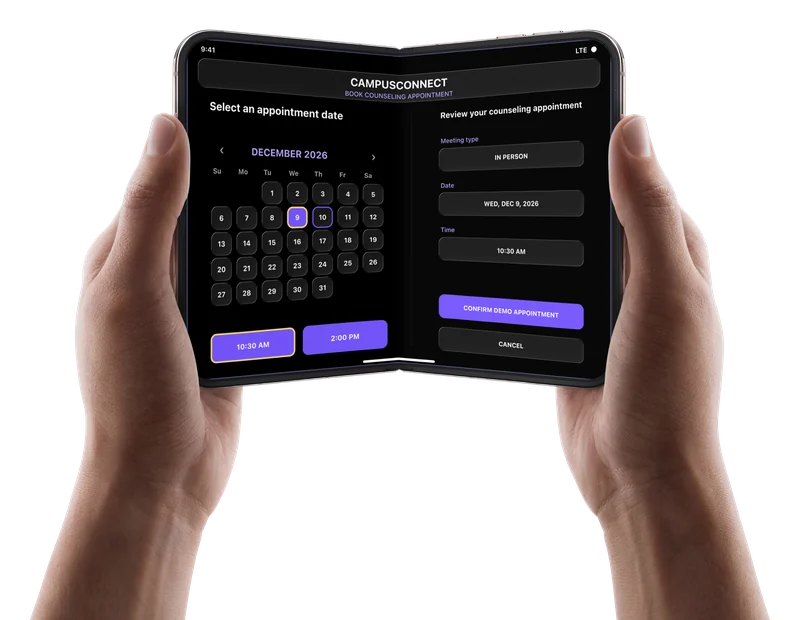 9:41
LTE
CAMPUSCONNECT
BOOK COUNSELING APPOINTMENT
Select an appointment date
‹ DECEMBER 2026 ›
Su Mo Tu We Th Fr Sa
1 2 3 4 5
6 7 8 9 10 11 12
13 14 15 16 17 18 19
20 21 22 23 24 25 26
27 28 29 30 31
10:30 AM 2:00 PM
Review your counseling appointment
Meeting type
IN PERSON
Date
WED, DEC 9, 2026
Time
10:30 AM
CONFIRM DEMO APPOINTMENT
CANCEL